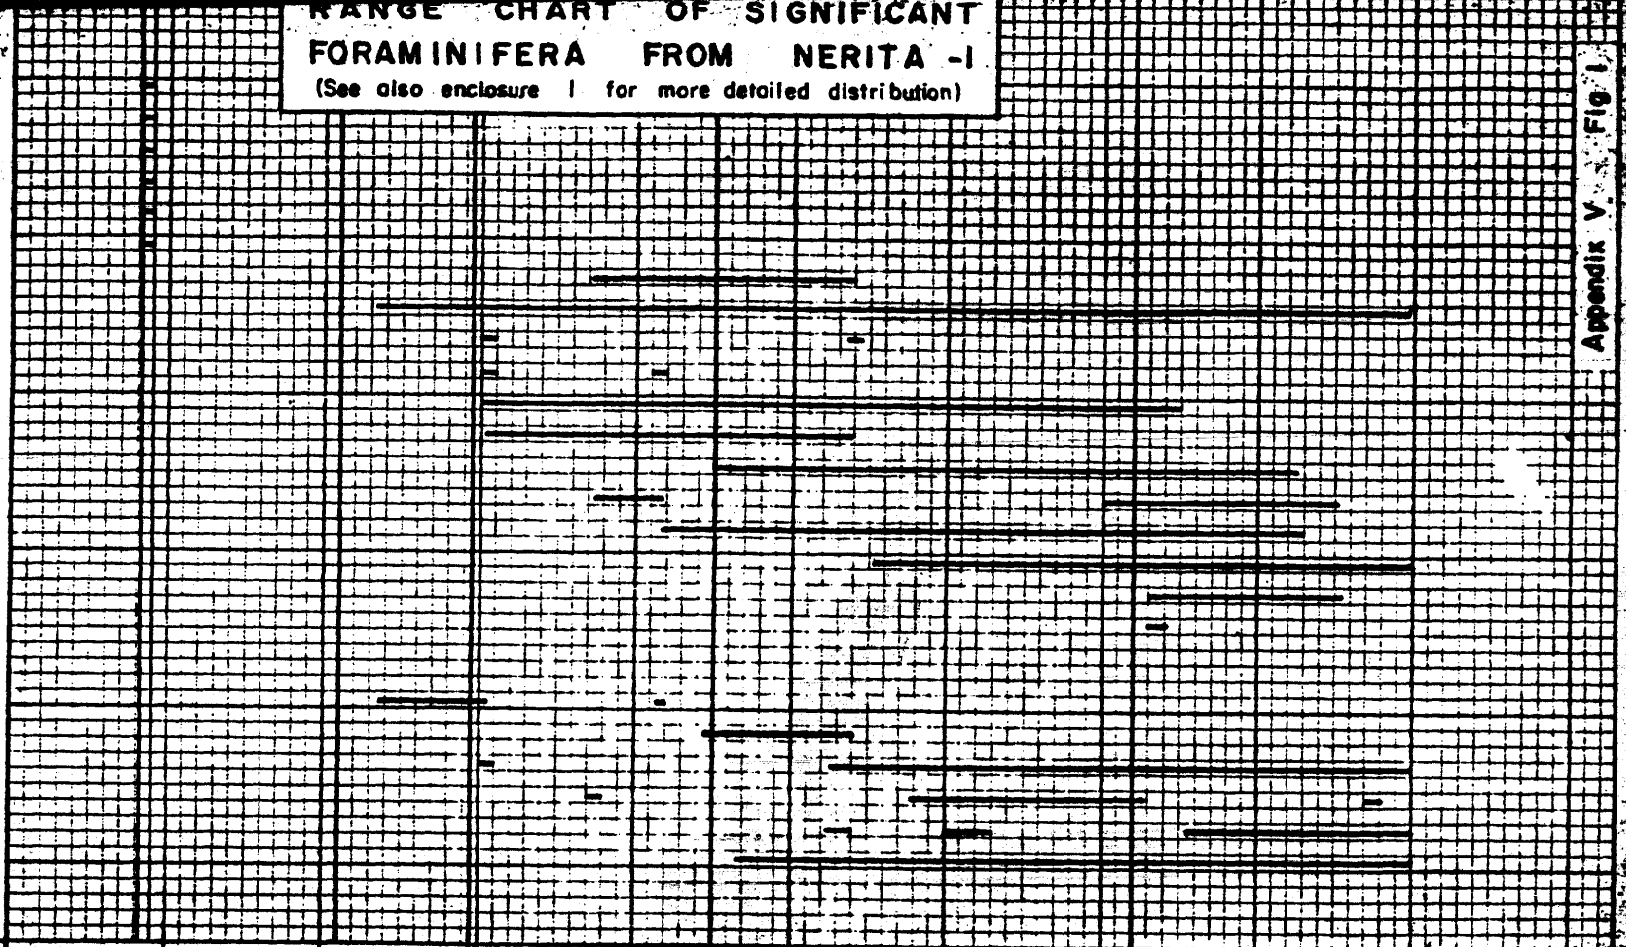 RANGE CHART OF SIGNIFICANT
FORAMINIFERA FROM NERITA -1
(See also enclosure 1 for more detailed distribution)
Appendix V. Fig 1